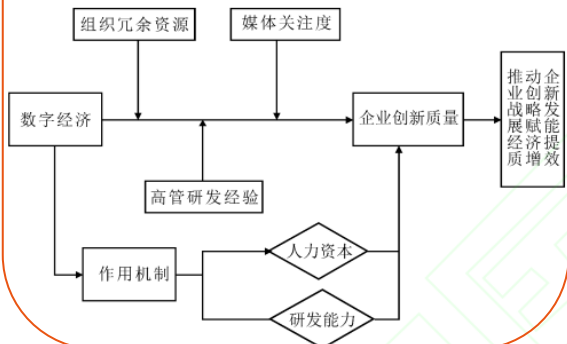 组织冗余资源
媒体关注度
数字经济
企业创新质量
推动企
业创新
战略发
展赋能
经济提
质增效
高管研发经验
作用机制
人力资本
研发能力